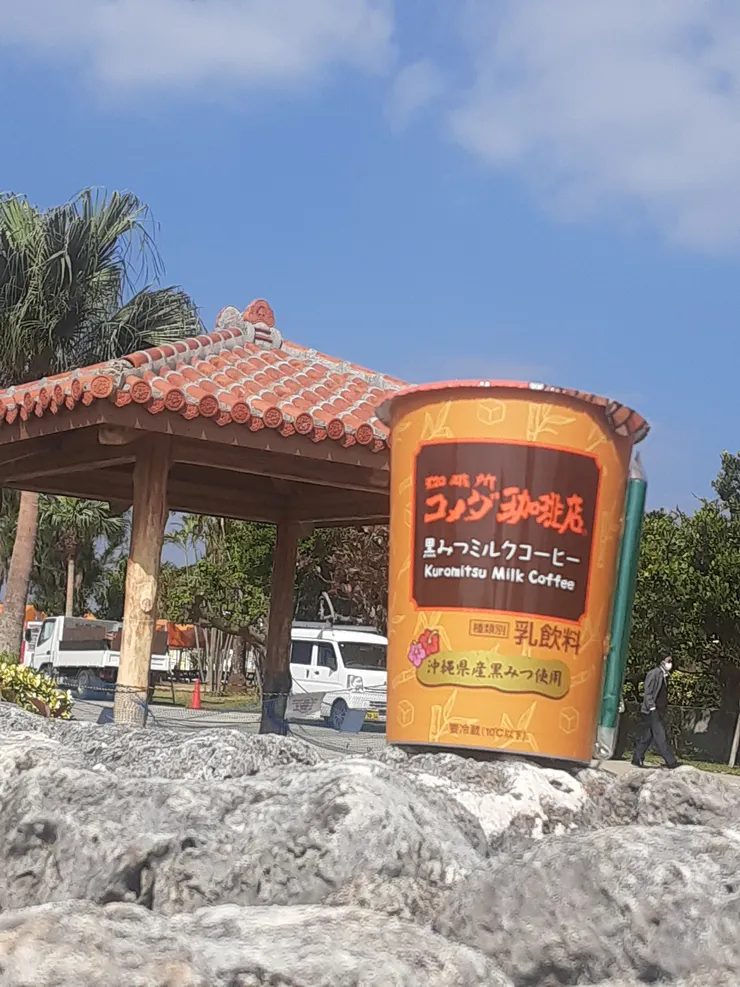 珈琲所
コメダ珈琲店
黒みつミルクコーヒー
Kuromitsu Milk Coffee
種類別 乳飲料
沖縄県産黒みつ使用
要冷蔵(10℃以下)